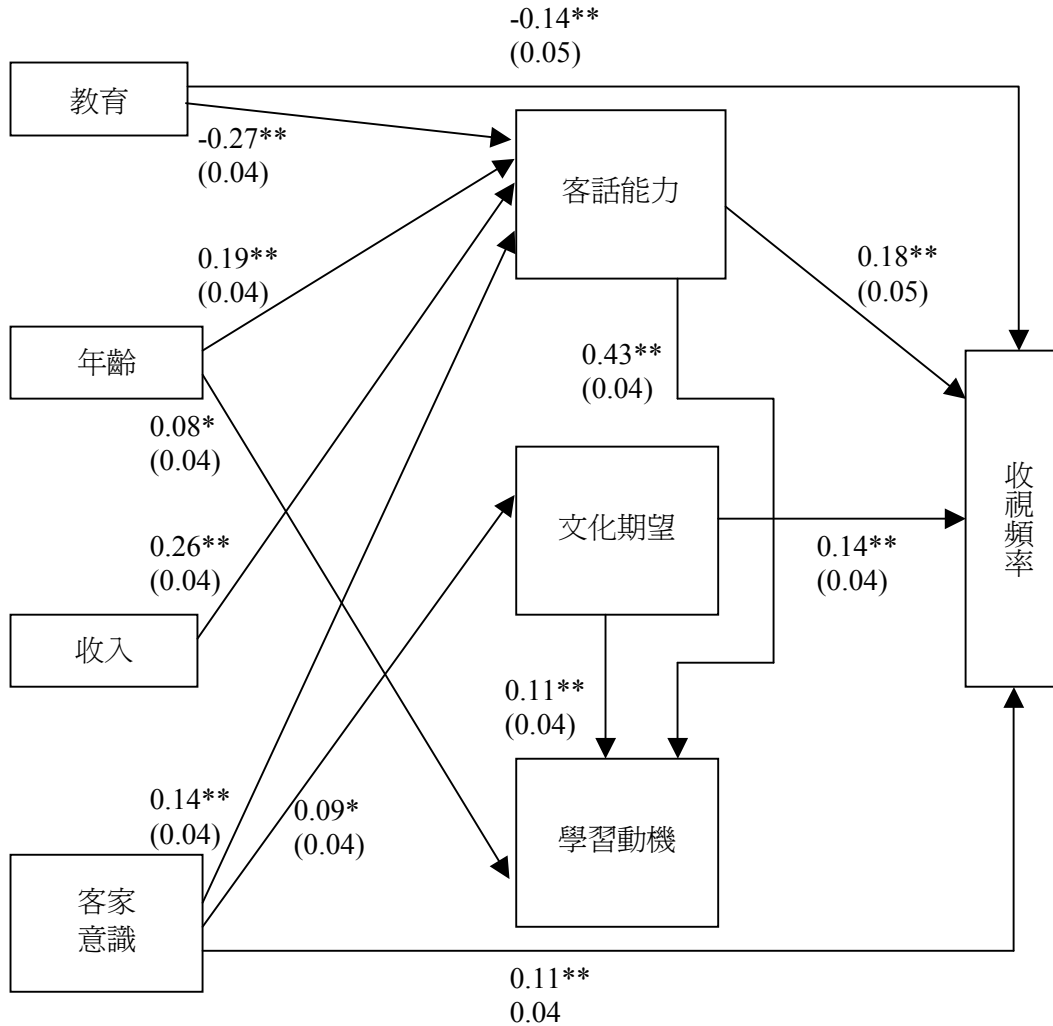 -0.14**
(0.05)
教育
-0.27**
(0.04)
客話能力
0.19**
(0.04)
0.18**
(0.05)
年齡
0.43**
(0.04)
0.08*
(0.04)
收視頻率
文化期望
0.26**
(0.04)
0.14**
(0.04)
收入
0.11**
(0.04)
0.14**
(0.04)
0.09*
(0.04)
學習動機
客家
意識
0.11**
0.04